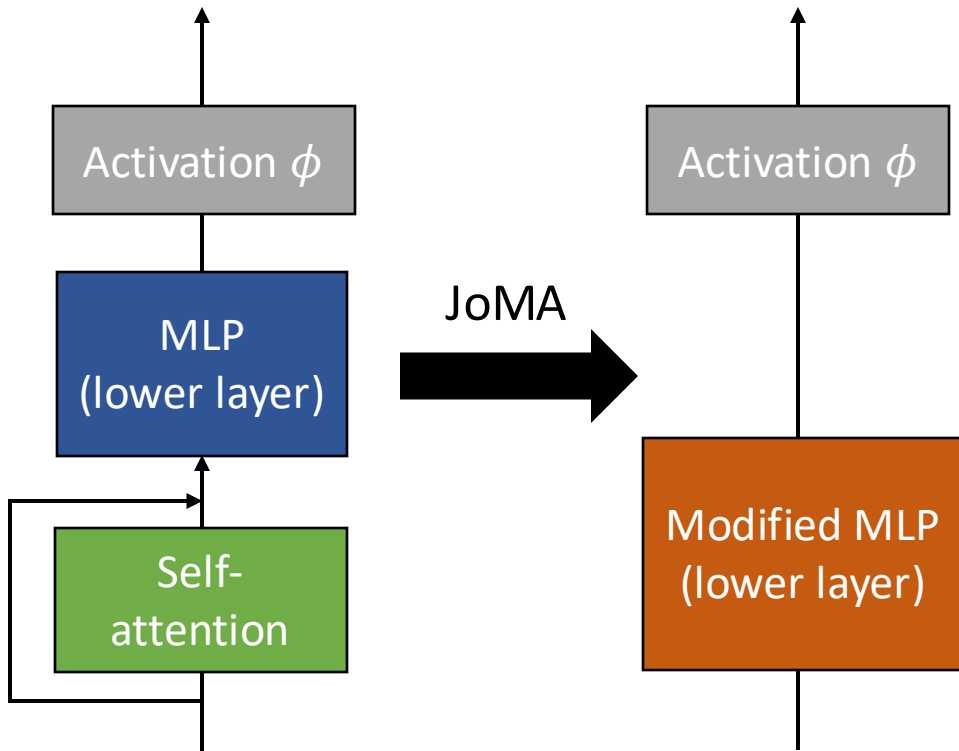 Activation ϕ
MLP
(lower layer)
Self-
attention
JoMA
Activation ϕ
Modified MLP
(lower layer)